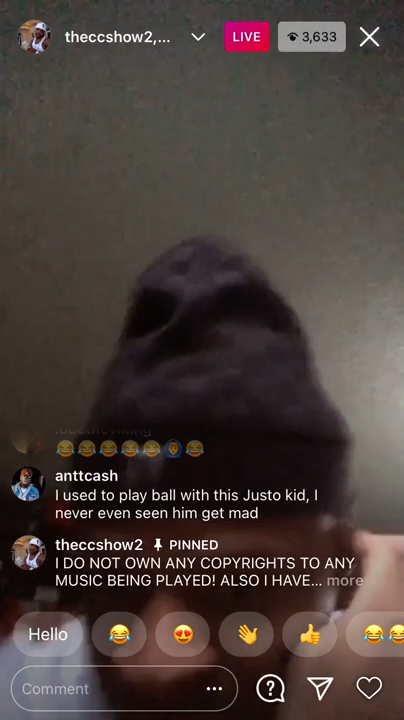 theccshow2,...
LIVE
3,633
😂😂😂😂😂🙆‍♂️😂
anttcash
I used to play ball with this Justo kid, I
never even seen him get mad
theccshow2 PINNED
I DO NOT OWN ANY COPYRIGHTS TO ANY
MUSIC BEING PLAYED! ALSO I HAVE... more
Hello 😂 😍 👋 👍 😂😂
Comment